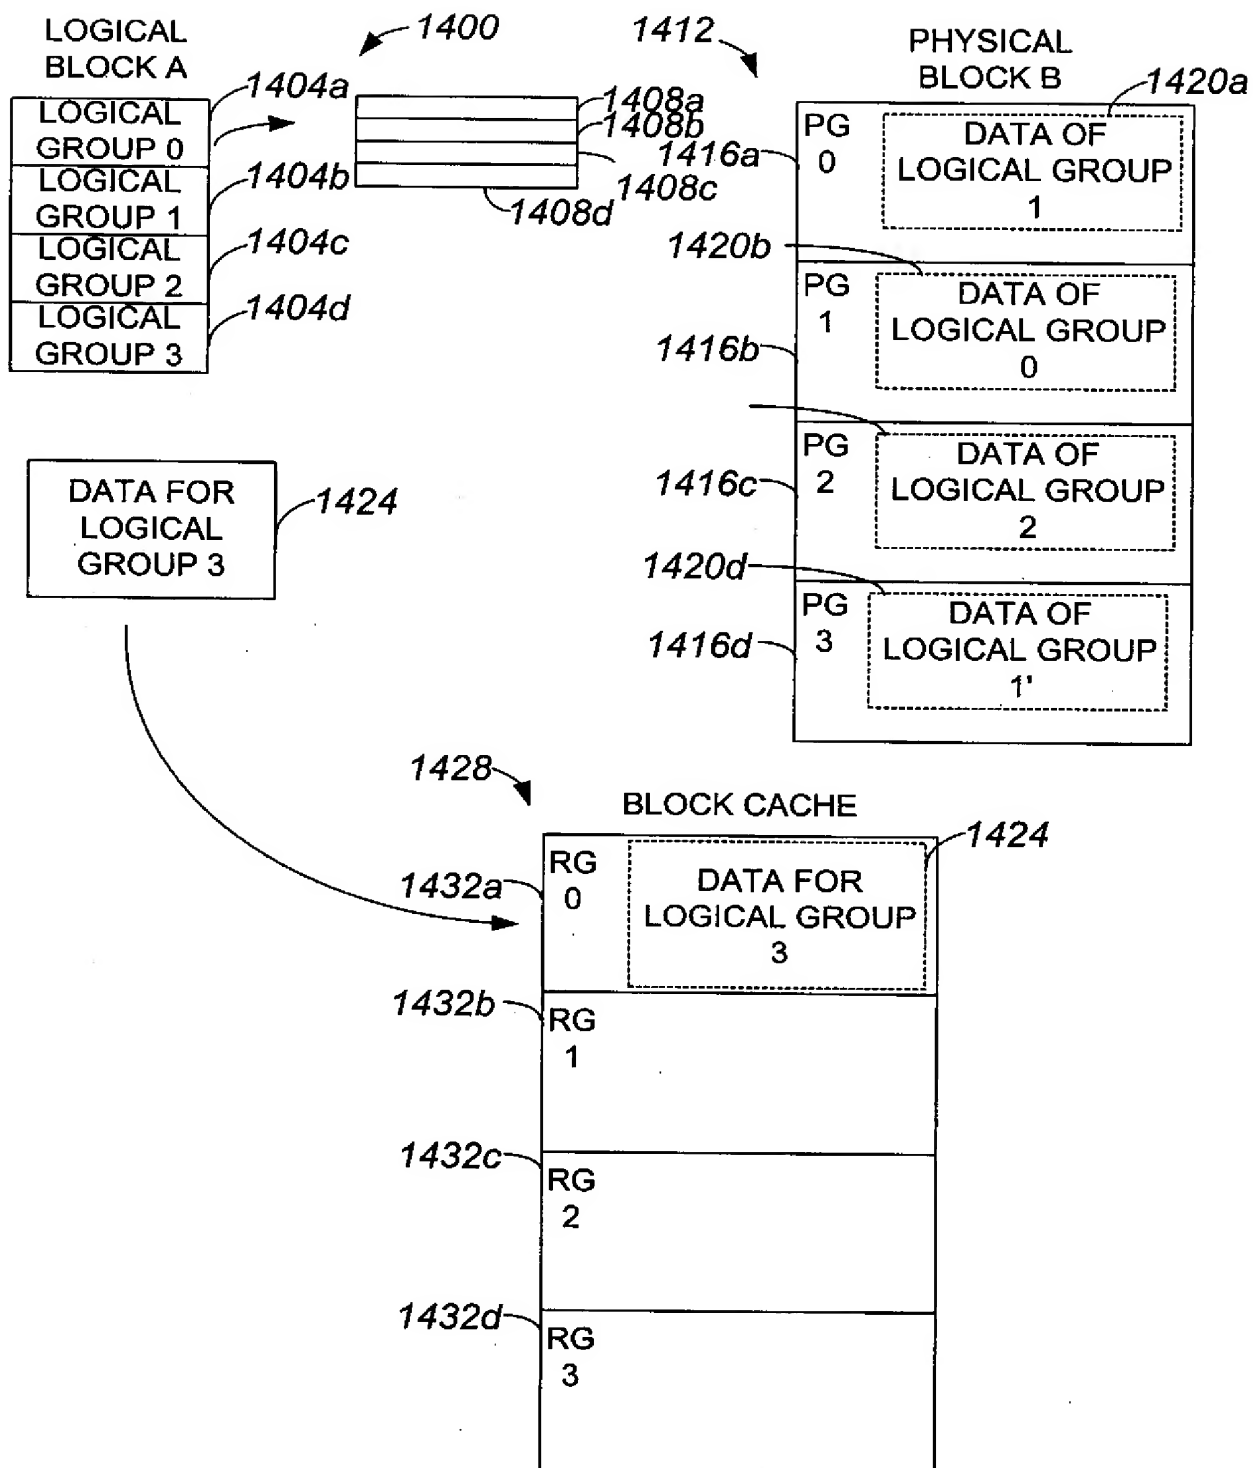 LOGICAL
BLOCK A
1400
1404a
LOGICAL
GROUP 0
1404b
LOGICAL
GROUP 1
1404c
LOGICAL
GROUP 2
1404d
LOGICAL
GROUP 3
1408a
1408b
1408c
1408d
1412
PHYSICAL
BLOCK B
1420a
1416a
PG
0
DATA OF
LOGICAL GROUP
1
1420b
1416b
PG
1
DATA OF
LOGICAL GROUP
0
1416c
PG
2
DATA OF
LOGICAL GROUP
2
1420d
1416d
PG
3
DATA OF
LOGICAL GROUP
1'
DATA FOR
LOGICAL
GROUP 3
1424
1428
BLOCK CACHE
1424
1432a
RG
0
DATA FOR
LOGICAL GROUP
3
1432b
RG
1
1432c
RG
2
1432d
RG
3